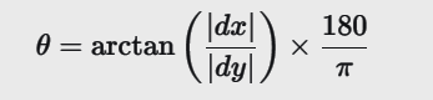 θ = arctan (|dx| / |dy|) × 180 / π